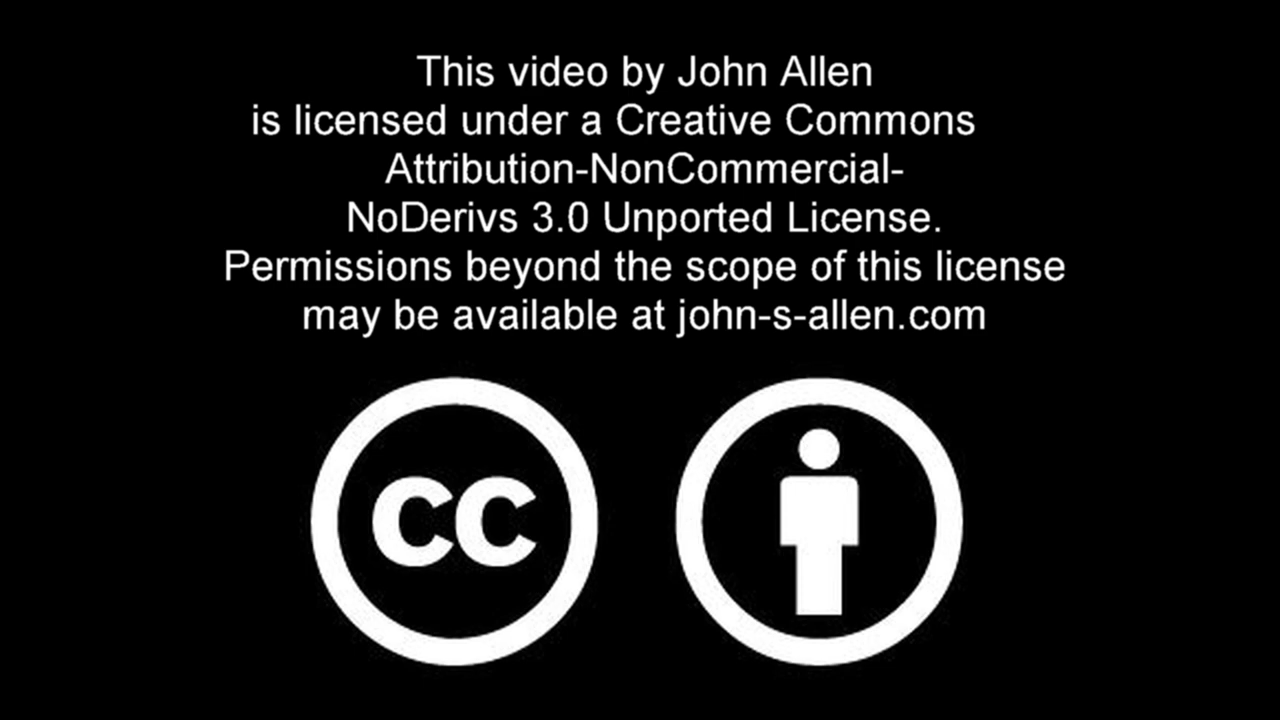 This video by John Allen
is licensed under a Creative Commons
Attribution-NonCommercial-
NoDerivs 3.0 Unported License.
Permissions beyond the scope of this license
may be available at john-s-allen.com
cc